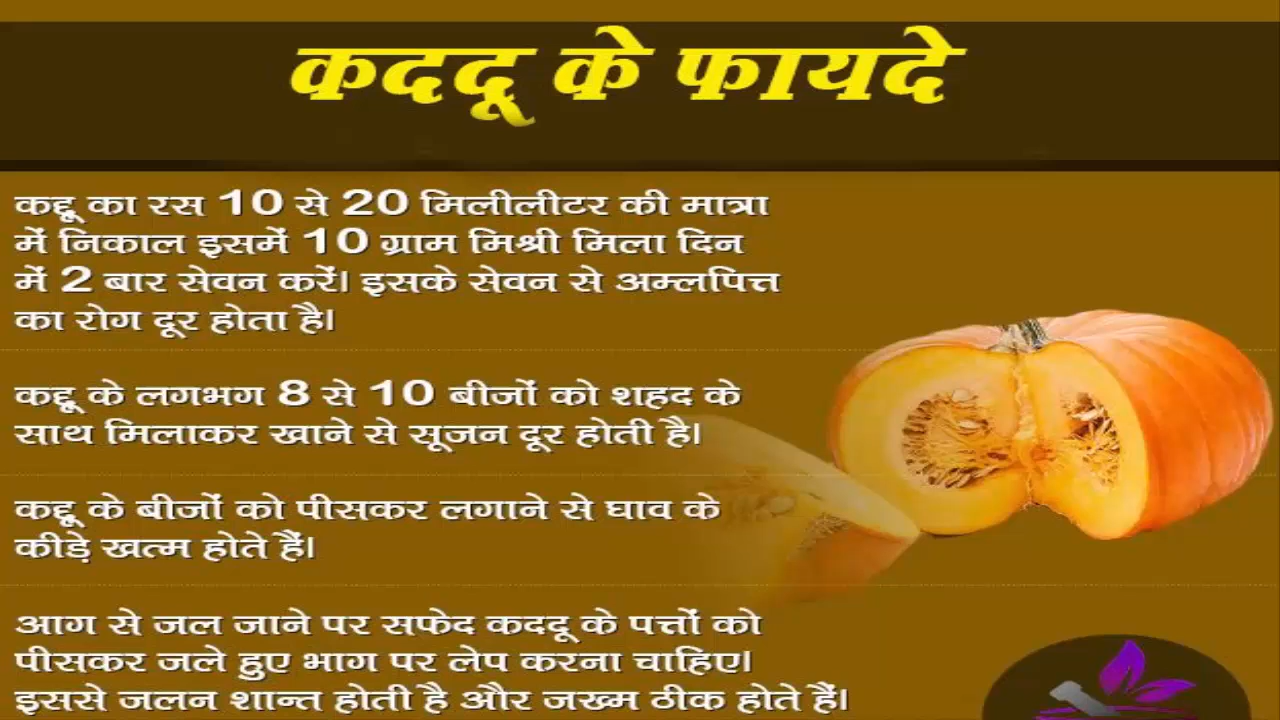 कददू के फायदे
कद्दू का रस 10 से 20 मिलीलीटर की मात्रा
में निकाल इसमें 10 ग्राम मिश्री मिला दिन
में 2 बार सेवन करें। इसके सेवन से अम्लपित्त
का रोग दूर होता है।
कद्दू के लगभग 8 से 10 बीजों को शहद के
साथ मिलाकर खाने से सूजन दूर होती है।
कद्दू के बीजों को पीसकर लगाने से घाव के
कीड़े खत्म होते हैं।
आग से जल जाने पर सफेद कददू के पत्तों को
पीसकर जले हुए भाग पर लेप करना चाहिए।
इससे जलन शान्त होती है और जख्म ठीक होते हैं।